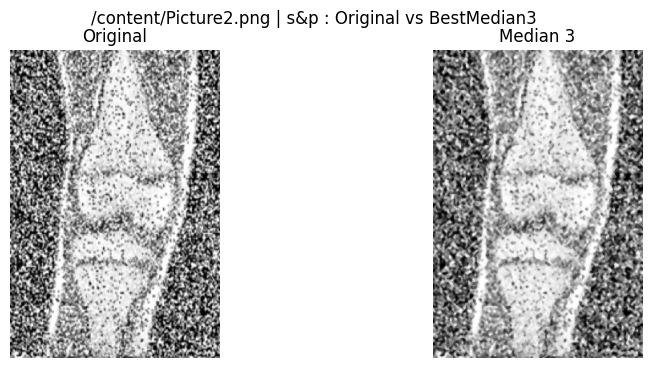 /content/Picture2.png | s&p : Original vs BestMedian3
Original
Median 3